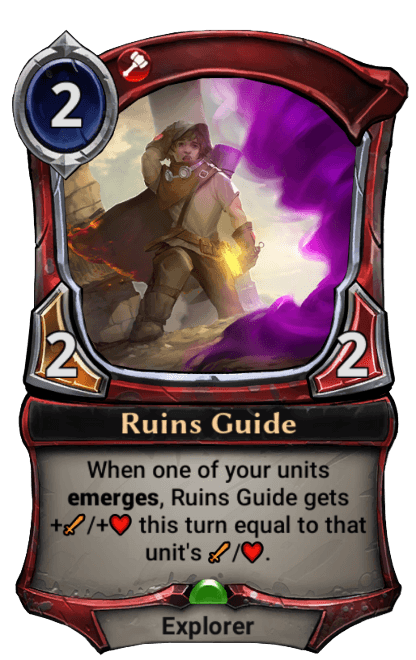 2
2
2
Ruins Guide
When one of your units
emerges, Ruins Guide gets
+/+ this turn equal to that
unit's /.
Explorer